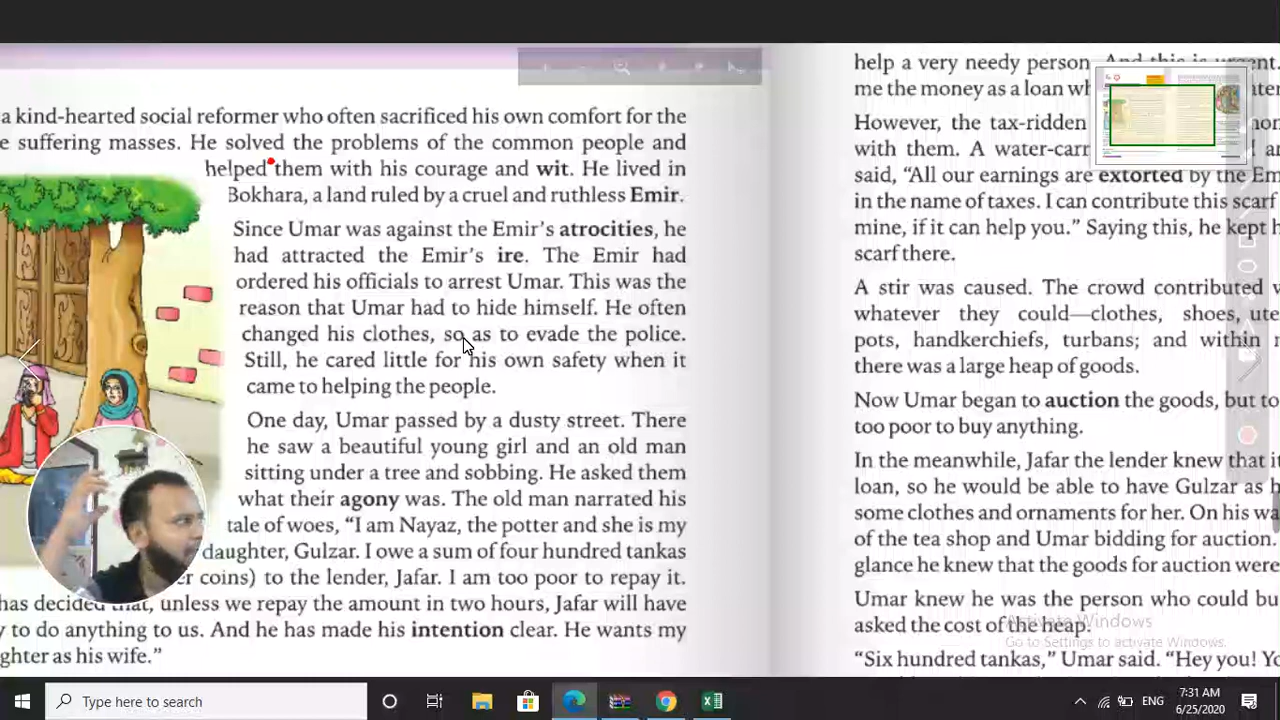 a kind-hearted social reformer who often sacrificed his own comfort for the
suffering masses. He solved the problems of the common people and
helped them with his courage and wit. He lived in
Bokhara, a land ruled by a cruel and ruthless Emir.
Since Umar was against the Emir's atrocities, he
had attracted the Emir's ire. The Emir had
ordered his officials to arrest Umar. This was the
reason that Umar had to hide himself. He often
changed his clothes, so as to evade the police.
Still, he cared little for his own safety when it
came to helping the people.
One day, Umar passed by a dusty street. There
he saw a beautiful young girl and an old man
sitting under a tree and sobbing. He asked them
what their agony was. The old man narrated his
tale of woes, "I am Nayaz, the potter and she is my
daughter, Gulzar. I owe a sum of four hundred tankas
coins) to the lender, Jafar. I am too poor to repay it.
has decided that, unless we repay the amount in two hours, Jafar will have
to do anything to us. And he has made his intention clear. He wants my
as his wife."
help a very needy person. And this is urgent.
me the money as a loan
However, the tax-ridden
with them. A
said, "All our earnings are extorted by the
in the name of taxes. I can contribute this scarf
mine, if it can help you." Saying this, he kept
scarf there.
A stir was caused. The crowd contributed
whatever they could—clothes, shoes,
pots, handkerchiefs, turbans; and within
there was a large heap of goods.
Now Umar began to auction the goods, but
too poor to buy anything.
In the meanwhile, Jafar the lender knew that
loan, so he would be able to have Gulzar as
some clothes and ornaments for her. On his
of the tea shop and Umar bidding for auction.
glance he knew that the goods for auction were
Umar knew he was the person who could
asked the cost of the heap.
"Six hundred tankas," Umar said. "Hey you!
Activate Windows
Go to Settings to activate Windows.
Type here to search
ENG
7:31 AM
6/25/2020